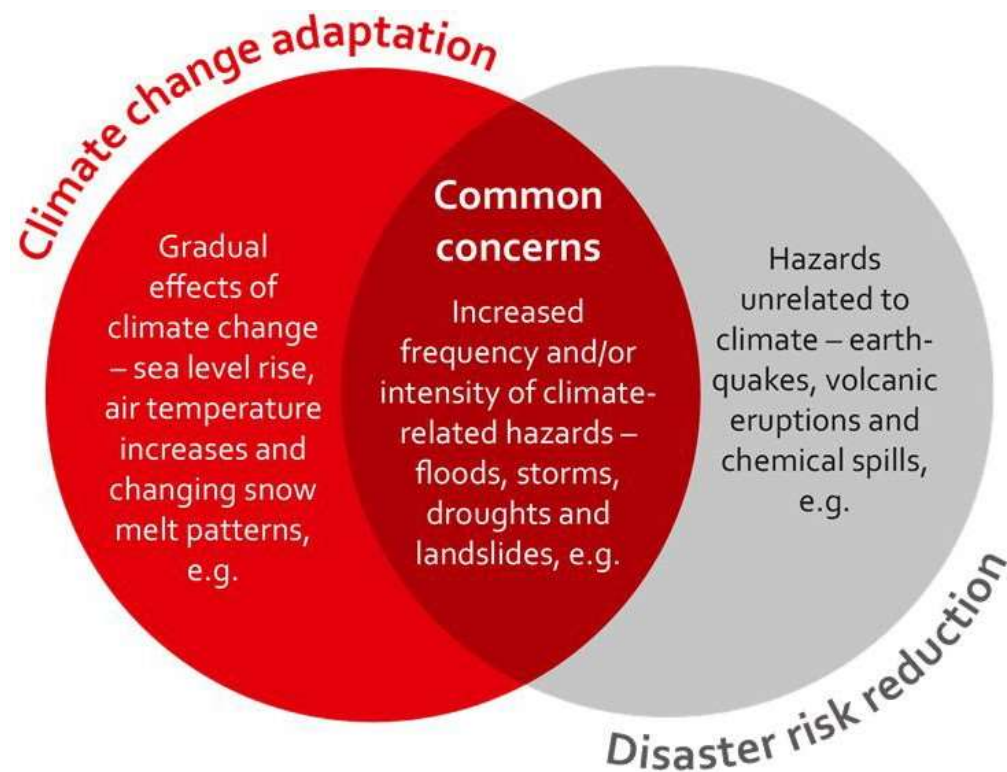 Climate change adaptation
Gradual
effects of
climate change
– sea level rise,
air temperature
increases and
changing snow
melt patterns,
e.g.
Common
concerns
Increased
frequency and/or
intensity of climate-
related hazards –
floods, storms,
droughts and
landslides, e.g.
Hazards
unrelated to
climate – earth-
quakes, volcanic
eruptions and
chemical spills,
e.g.
Disaster risk reduction